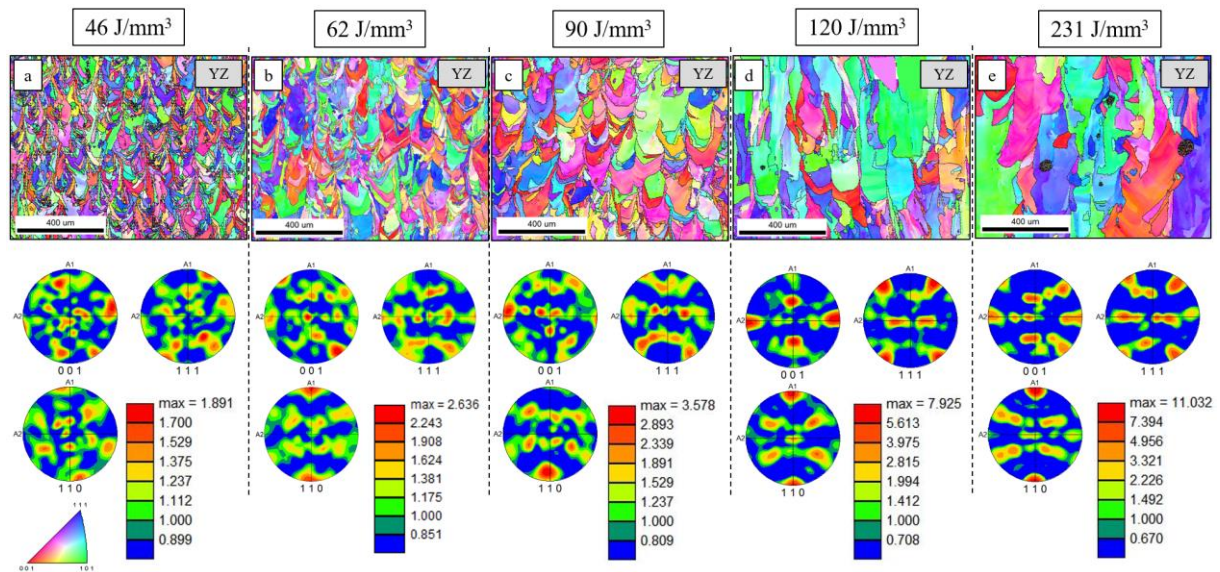 46 J/mm³
62 J/mm³
90 J/mm³
120 J/mm³
231 J/mm³
a
YZ
400 um
b
YZ
400 um
c
YZ
400 um
d
YZ
400 um
e
YZ
400 um
A1
A2
0 0 1
A1
A2
1 1 1
A1
A2
1 1 0
max = 1.891
1.700
1.529
1.375
1.237
1.112
1.000
0.899
1 1 1
0 0 1
1 0 1
A1
A2
0 0 1
A1
A2
1 1 1
A1
A2
1 1 0
max = 2.636
2.243
1.908
1.624
1.381
1.175
1.000
0.851
A1
A2
0 0 1
A1
A2
1 1 1
A1
A2
1 1 0
max = 3.578
2.893
2.339
1.891
1.529
1.237
1.000
0.809
A1
A2
0 0 1
A1
A2
1 1 1
A1
A2
1 1 0
max = 7.925
5.613
3.975
2.815
1.994
1.412
1.000
0.708
A1
A2
0 0 1
A1
A2
1 1 1
A1
A2
1 1 0
max = 11.032
7.394
4.956
3.321
2.226
1.492
1.000
0.670